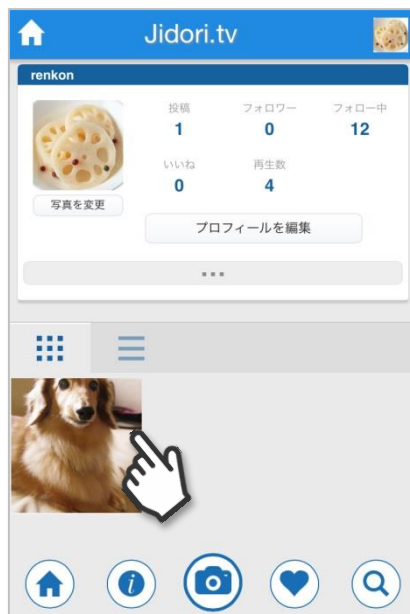 Jidori.tv
renkon
投稿 フォロワー フォロー中
1 0 12
いいね 再生数
0 4
写真を変更
プロフィールを編集